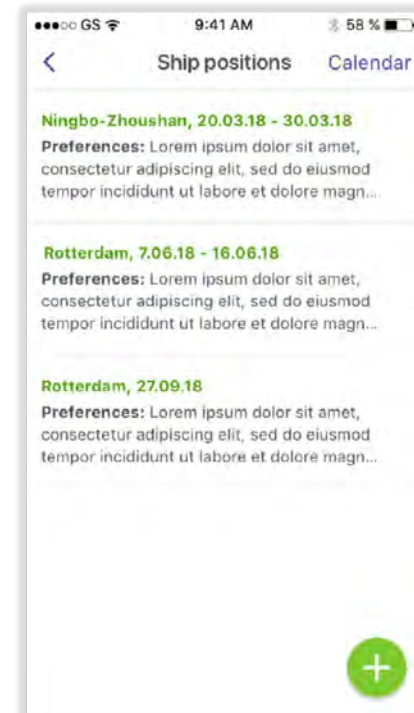 GS 9:41 AM 58 %
Ship positions Calendar
Ningbo-Zhoushan, 20.03.18 - 30.03.18
Preferences: Lorem ipsum dolor sit amet,
consectetur adipiscing elit, sed do eiusmod
tempor incididunt ut labore et dolore magn...
Rotterdam, 7.06.18 - 16.06.18
Preferences: Lorem ipsum dolor sit amet,
consectetur adipiscing elit, sed do eiusmod
tempor incididunt ut labore et dolore magn...
Rotterdam, 27.09.18
Preferences: Lorem ipsum dolor sit amet,
consectetur adipiscing elit, sed do eiusmod
tempor incididunt ut labore et dolore magn...
+